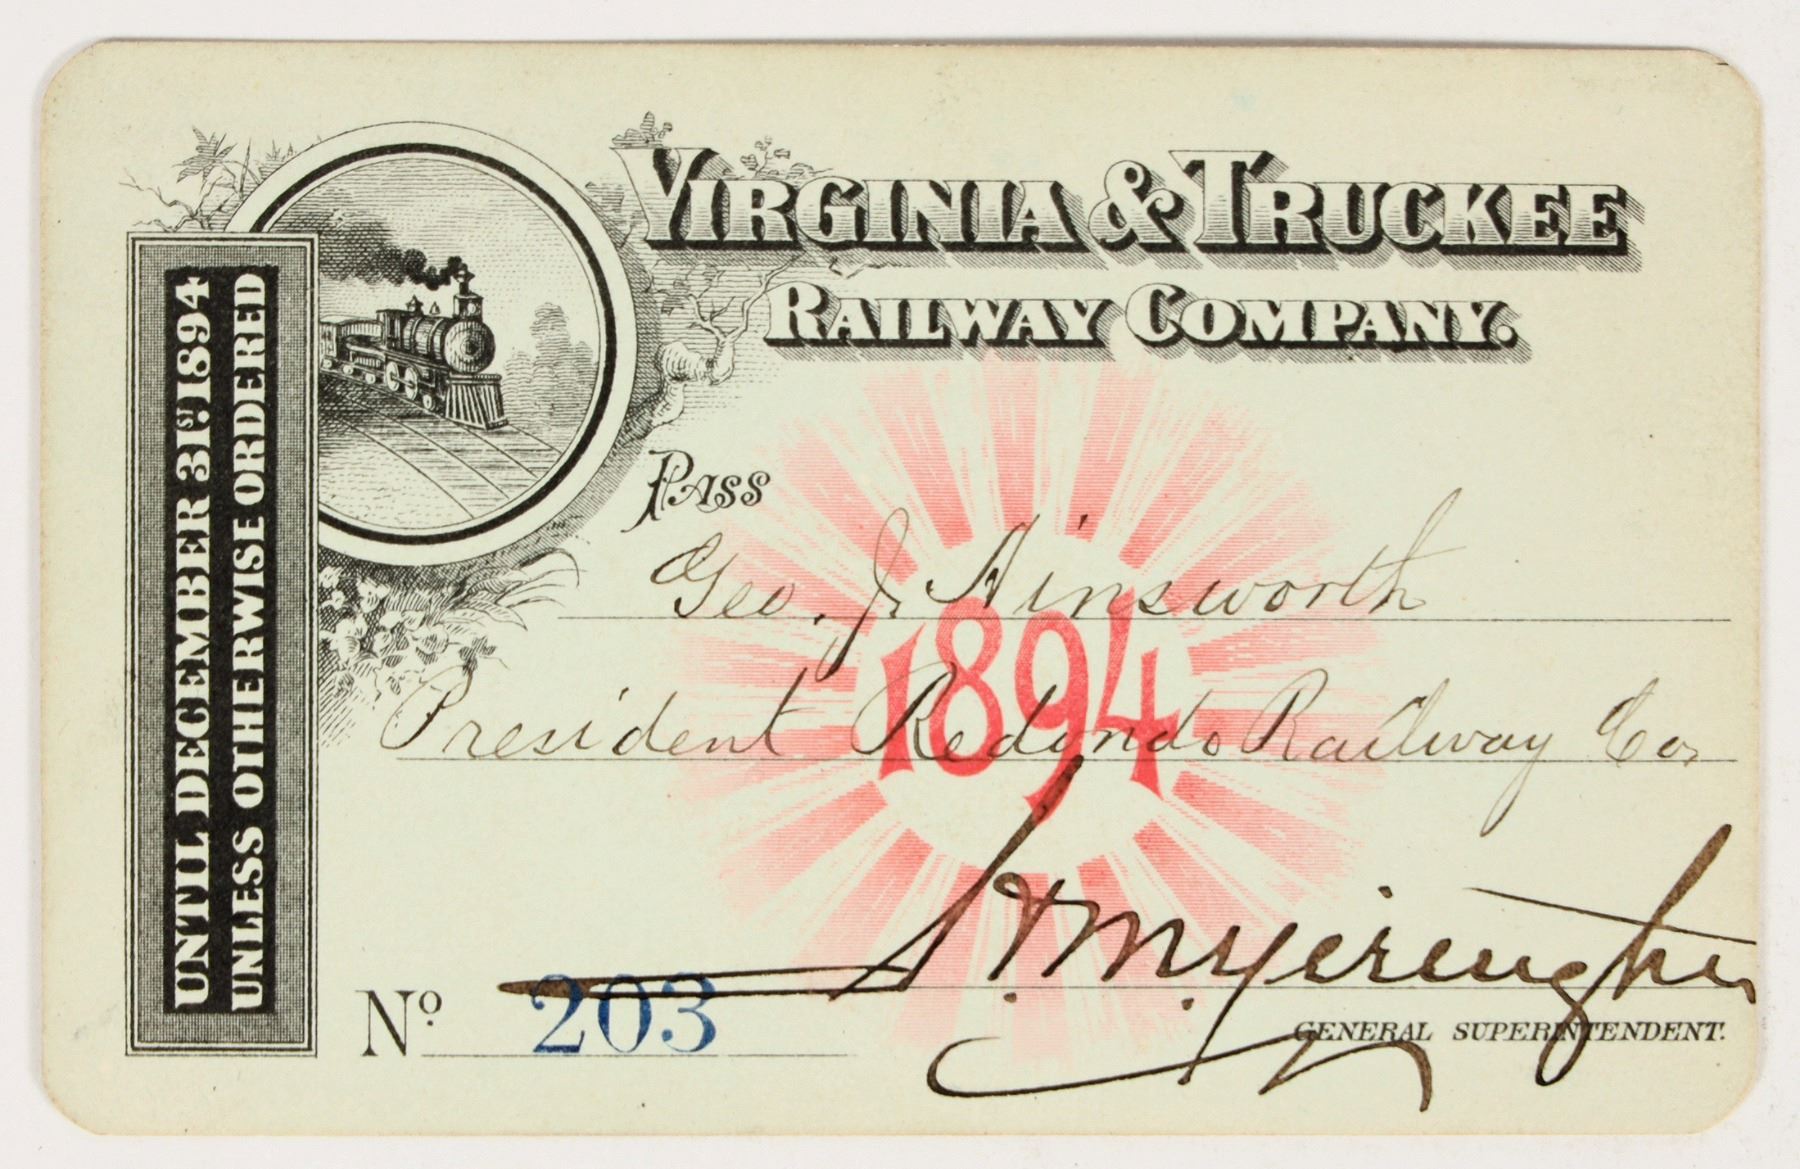 VIRGINIA & TRUCKEE
RAILWAY COMPANY.
UNTIL DECEMBER 31ST. 1894
UNLESS OTHERWISE ORDERED
PASS
Geo. J. Ainsworth
1894
President Redondo Railway Co.
No. 203
GENERAL SUPERINTENDENT.